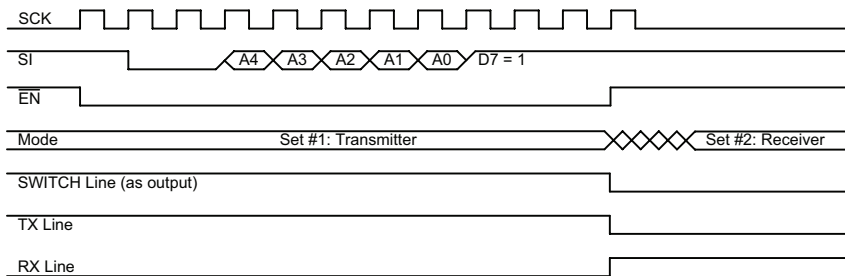 SCK
SI
A4 A3 A2 A1 A0 D7 = 1
EN
Mode Set #1: Transmitter Set #2: Receiver
SWITCH Line (as output)
TX Line
RX Line